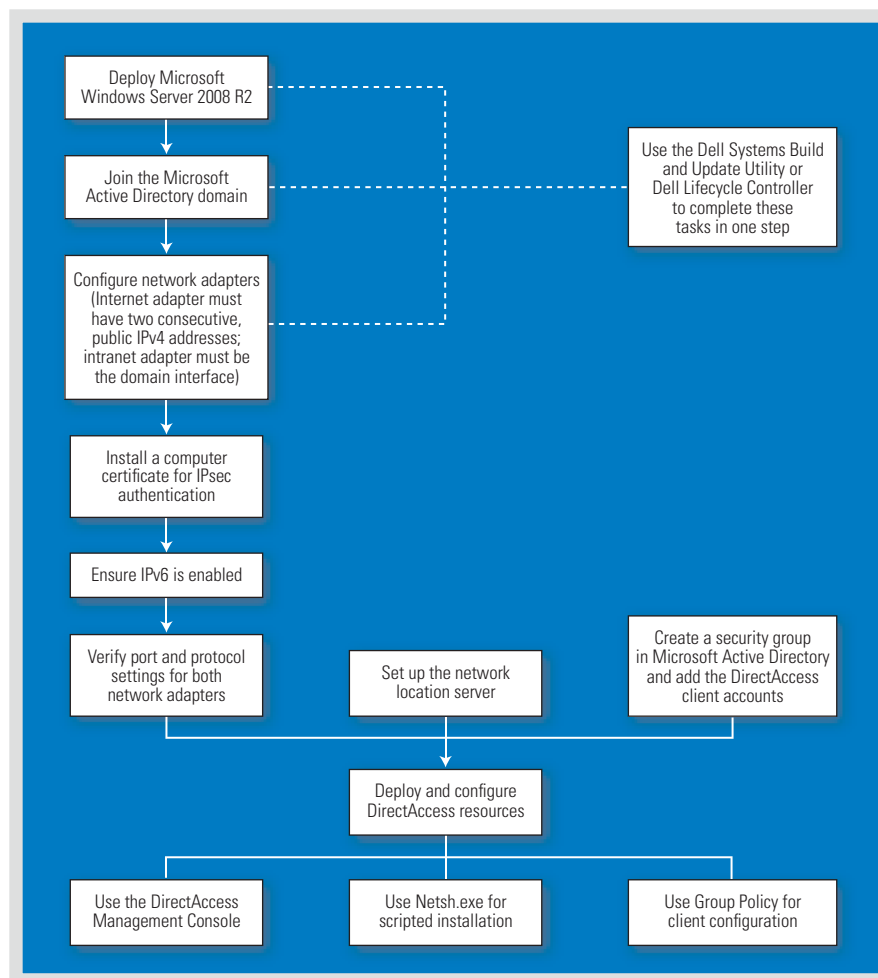 Deploy Microsoft
Windows Server 2008 R2
Join the Microsoft
Active Directory domain
Use the Dell Systems Build
and Update Utility or
Dell Lifecycle Controller
to complete these
tasks in one step
Configure network adapters
(Internet adapter must
have two consecutive,
public IPv4 addresses;
intranet adapter must be
the domain interface)
Install a computer
certificate for IPsec
authentication
Ensure IPv6 is enabled
Verify port and protocol
settings for both
network adapters
Set up the network
location server
Create a security group
in Microsoft Active Directory
and add the DirectAccess
client accounts
Deploy and configure
DirectAccess resources
Use the DirectAccess
Management Console
Use Netsh.exe for
scripted installation
Use Group Policy for
client configuration